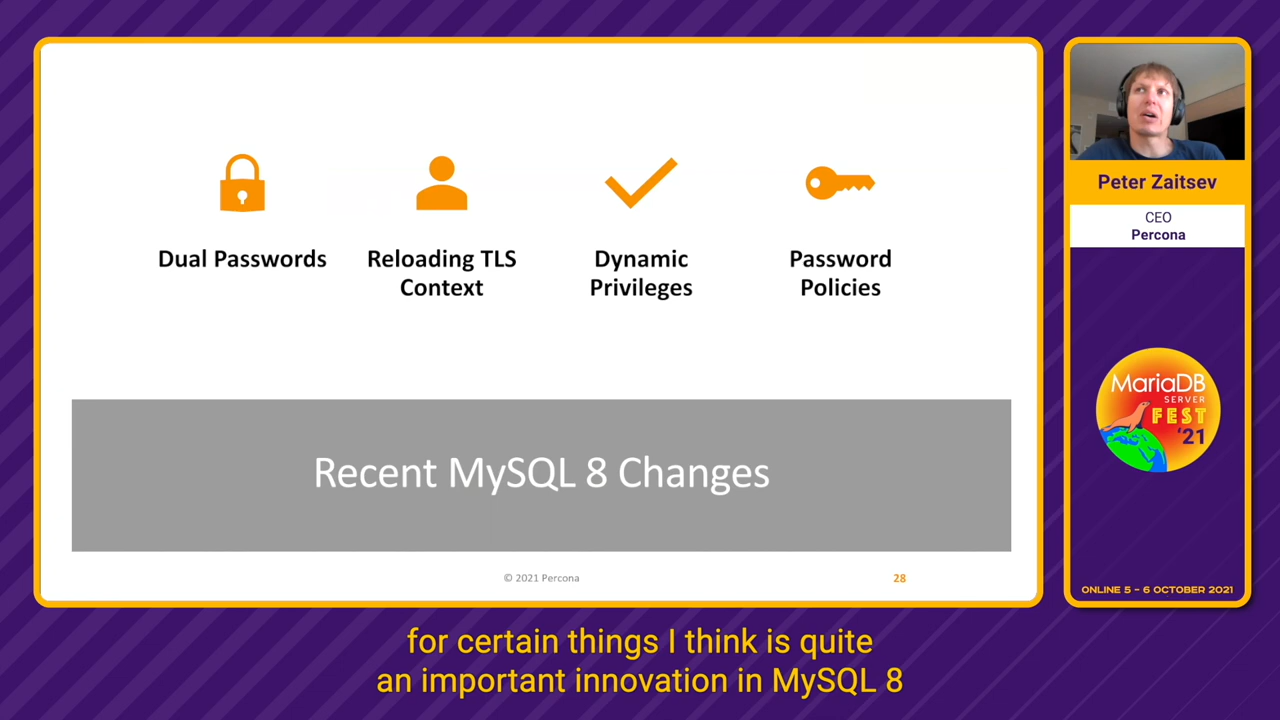 Dual Passwords
Reloading TLS
Context
Dynamic
Privileges
Password
Policies
Recent MySQL 8 Changes
© 2021 Percona
28
Peter Zaitsev
CEO
Percona
MariaDB
SERVER
FEST
'21
ONLINE 5 – 6 OCTOBER 2021
for certain things I think is quite
an important innovation in MySQL 8